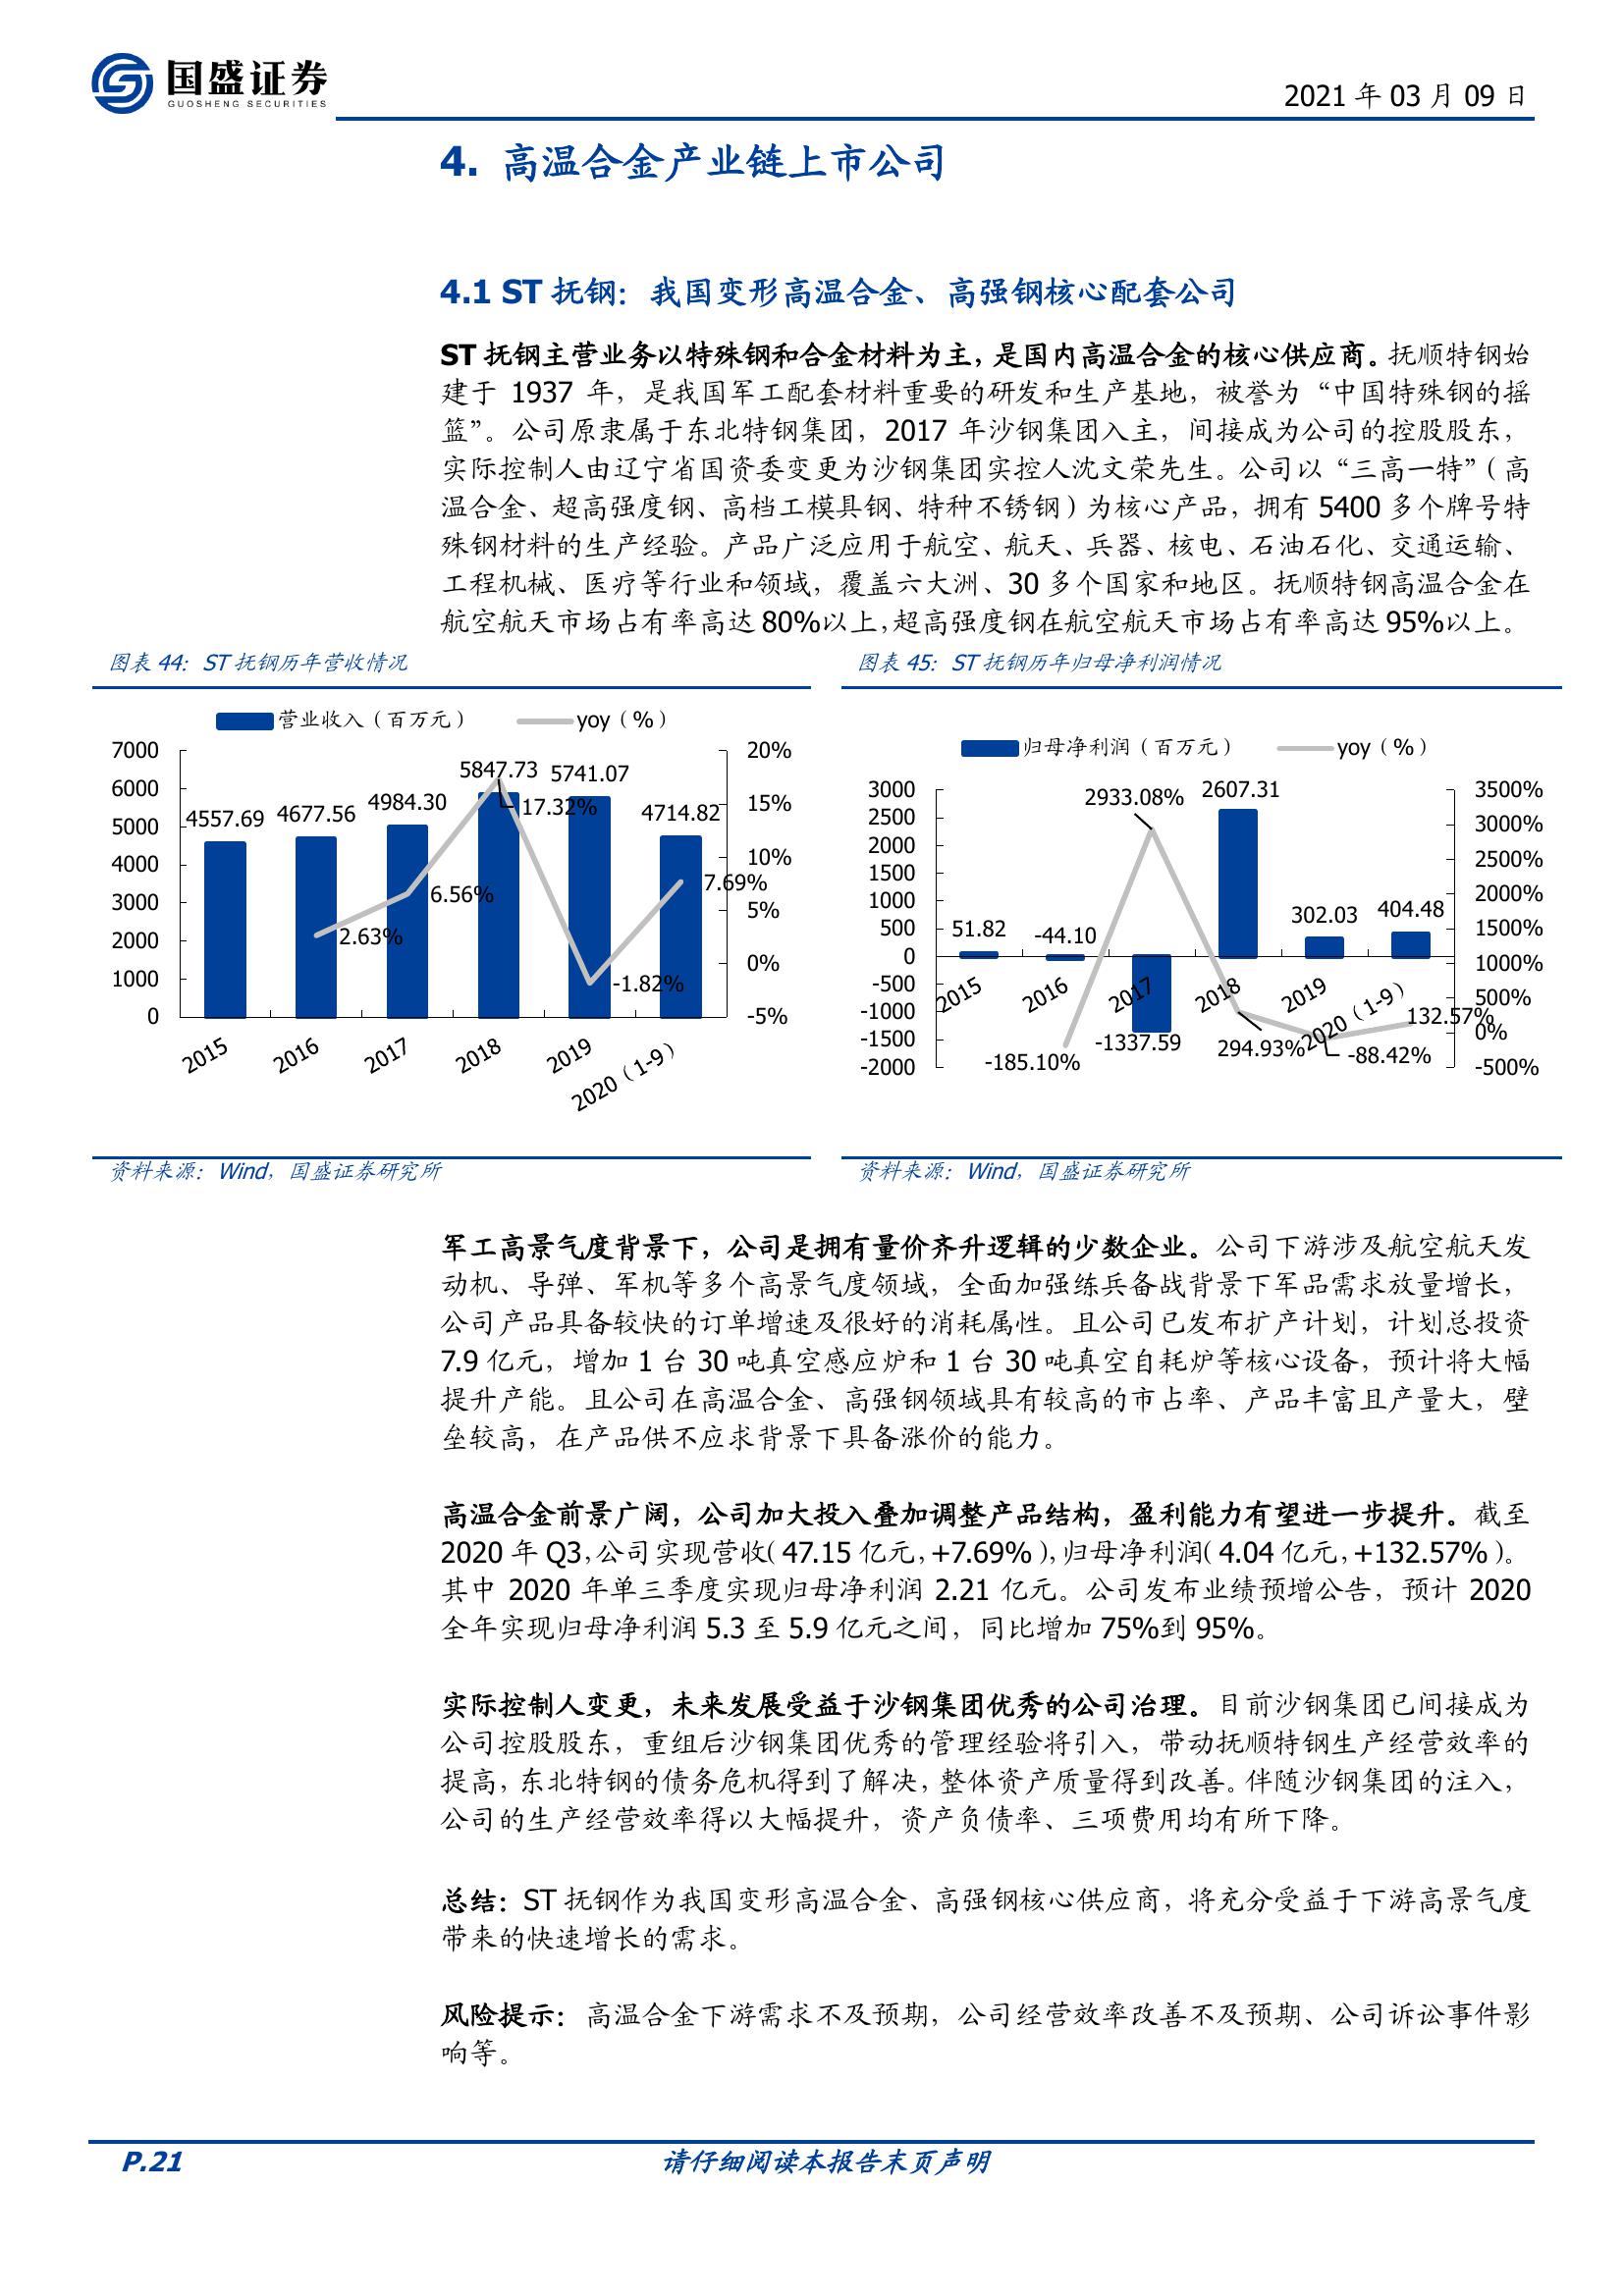 国盛证券
GUOSHENG SECURITIES
2021 年 03 月 09 日
4. 高温合金产业链上市公司
4.1 ST 抚钢：我国变形高温合金、高强钢核心配套公司
ST 抚钢主营业务以特殊钢和合金材料为主，是国内高温合金的核心供应商。抚顺特钢始
建于 1937 年，是我国军工配套材料重要的研发和生产基地，被誉为“中国特殊钢的摇
篮”。公司原隶属于东北特钢集团，2017 年沙钢集团入主，间接成为公司的控股股东，
实际控制人由辽宁省国资委变更为沙钢集团实控人沈文荣先生。公司以“三高一特”（高
温合金、超高强度钢、高档工模具钢、特种不锈钢）为核心产品，拥有 5400 多个牌号特
殊钢材料的生产经验。产品广泛应用于航空、航天、兵器、核电、石油石化、交通运输、
工程机械、医疗等行业和领域，覆盖六大洲、30 多个国家和地区。抚顺特钢高温合金在
航空航天市场占有率高达 80%以上，超高强度钢在航空航天市场占有率高达 95%以上。
图表 44：ST 抚钢历年营收情况
营业收入（百万元） yoy（%）
7000
6000
5000
4000
3000
2000
1000
0
4557.69 4677.56 4984.30 5847.73 5741.07 4714.82
2.63% 6.56% 17.32% -1.82% 7.69%
20%
15%
10%
5%
0%
-5%
2015 2016 2017 2018 2019 2020（1-9）
资料来源：Wind，国盛证券研究所
图表 45：ST 抚钢历年归母净利润情况
归母净利润（百万元） yoy（%）
3000
2500
2000
1500
1000
500
0
-500
-1000
-1500
-2000
51.82 -44.10 -1337.59 2607.31 302.03 404.48
-185.10% 2933.08% 294.93% -88.42% 132.57%
3500%
3000%
2500%
2000%
1500%
1000%
500%
0%
-500%
2015 2016 2017 2018 2019 2020（1-9）
资料来源：Wind，国盛证券研究所
军工高景气度背景下，公司是拥有量价齐升逻辑的少数企业。公司下游涉及航空航天发
动机、导弹、军机等多个高景气度领域，全面加强练兵备战背景下军品需求放量增长，
公司产品具备较快的订单增速及很好的消耗属性。且公司已发布扩产计划，计划总投资
7.9 亿元，增加 1 台 30 吨真空感应炉和 1 台 30 吨真空自耗炉等核心设备，预计将大幅
提升产能。且公司在高温合金、高强钢领域具有较高的市占率、产品丰富且产量大，壁
垒较高，在产品供不应求背景下具备涨价的能力。
高温合金前景广阔，公司加大投入叠加调整产品结构，盈利能力有望进一步提升。截至
2020 年 Q3，公司实现营收（47.15 亿元，+7.69%），归母净利润（4.04 亿元，+132.57%）。
其中 2020 年单三季度实现归母净利润 2.21 亿元。公司发布业绩预增公告，预计 2020
全年实现归母净利润 5.3 至 5.9 亿元之间，同比增加 75%到 95%。
实际控制人变更，未来发展受益于沙钢集团优秀的公司治理。目前沙钢集团已间接成为
公司控股股东，重组后沙钢集团优秀的管理经验将引入，带动抚顺特钢生产经营效率的
提高，东北特钢的债务危机得到了解决，整体资产质量得到改善。伴随沙钢集团的注入，
公司的生产经营效率得以大幅提升，资产负债率、三项费用均有所下降。
总结：ST 抚钢作为我国变形高温合金、高强钢核心供应商，将充分受益于下游高景气度
带来的快速增长的需求。
风险提示：高温合金下游需求不及预期，公司经营效率改善不及预期、公司诉讼事件影
响等。
P.21
请仔细阅读本报告末页声明